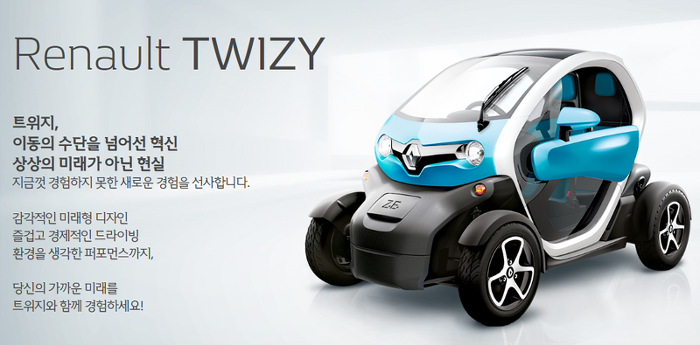 Renault TWIZY
트위지,
이동의 수단을 넘어선 혁신
상상의 미래가 아닌 현실
지금껏 경험하지 못한 새로운 경험을 선사합니다.
감각적인 미래형 디자인
즐겁고 경제적인 드라이빙
환경을 생각한 퍼포먼스까지,
당신의 가까운 미래를
트위지와 함께 경험하세요!
Z.E.